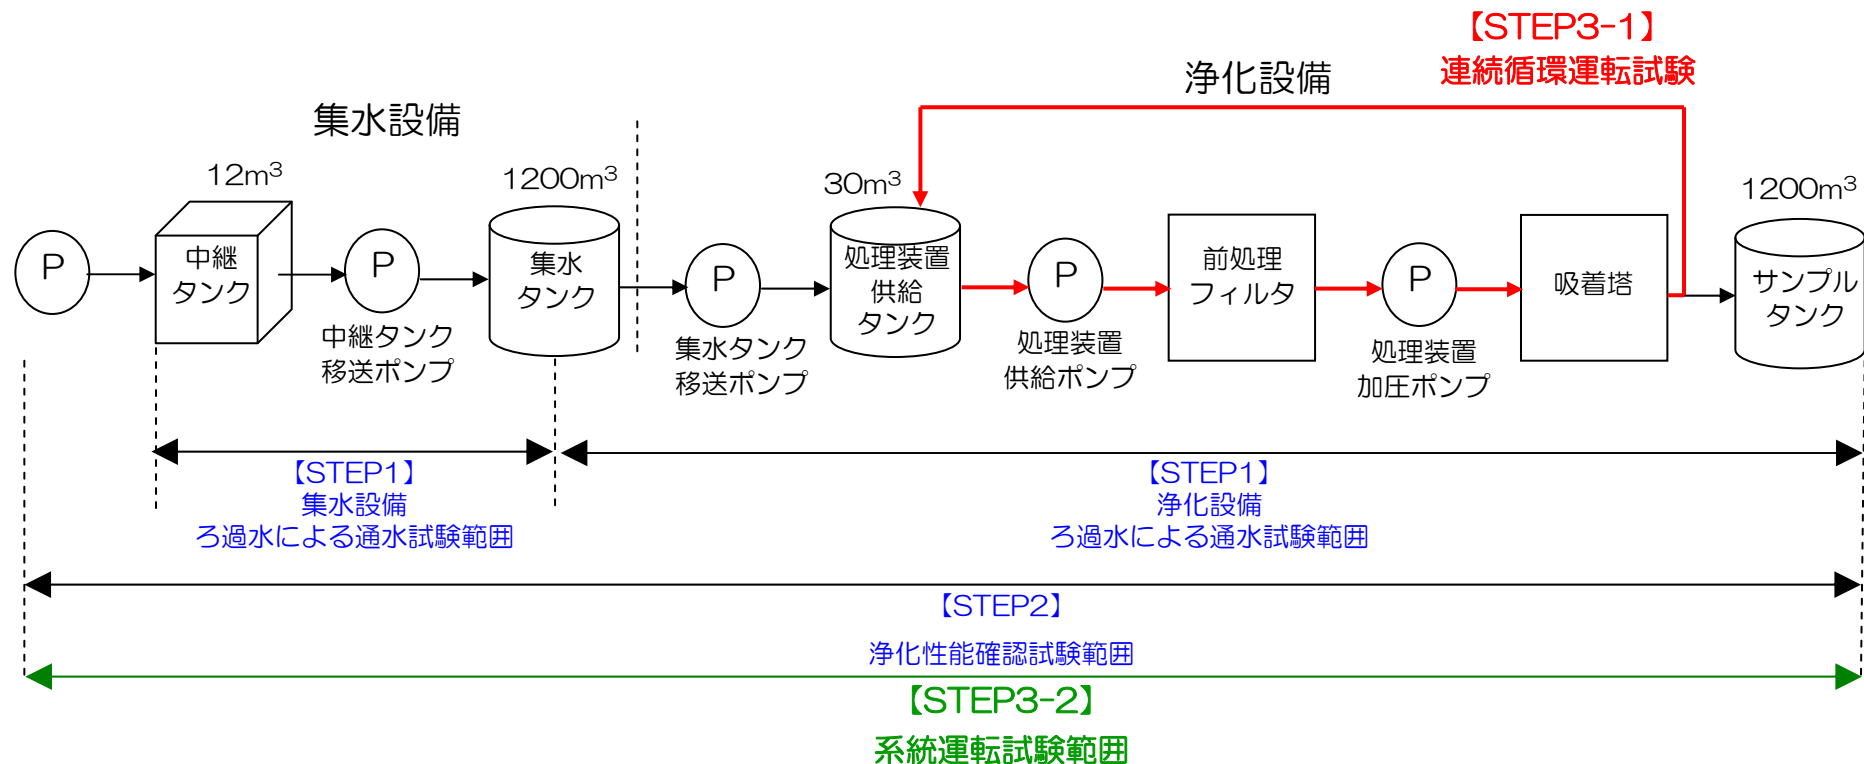 【STEP3-1】
連続循環運転試験
浄化設備
集水設備
12m³
1200m³
30m³
1200m³
P
中継
タンク
P
中継タンク
移送ポンプ
集水
タンク
P
集水タンク
移送ポンプ
処理装置
供給
タンク
P
処理装置
供給ポンプ
前処理
フィルタ
P
処理装置
加圧ポンプ
吸着塔
サンプル
タンク
【STEP1】
集水設備
ろ過水による通水試験範囲
【STEP1】
浄化設備
ろ過水による通水試験範囲
【STEP2】
浄化性能確認試験範囲
【STEP3-2】
系統運転試験範囲